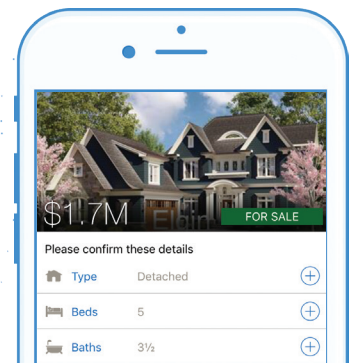 $1.7M
FOR SALE
Please confirm these details
Type Detached
Beds 5
Baths 3½